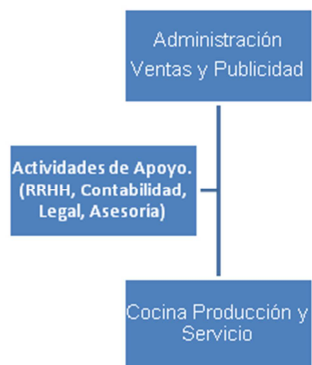 Administración
Ventas y Publicidad
Actividades de Apoyo.
(RRHH, Contabilidad,
Legal, Asesoria)
Cocina Producción y
Servicio